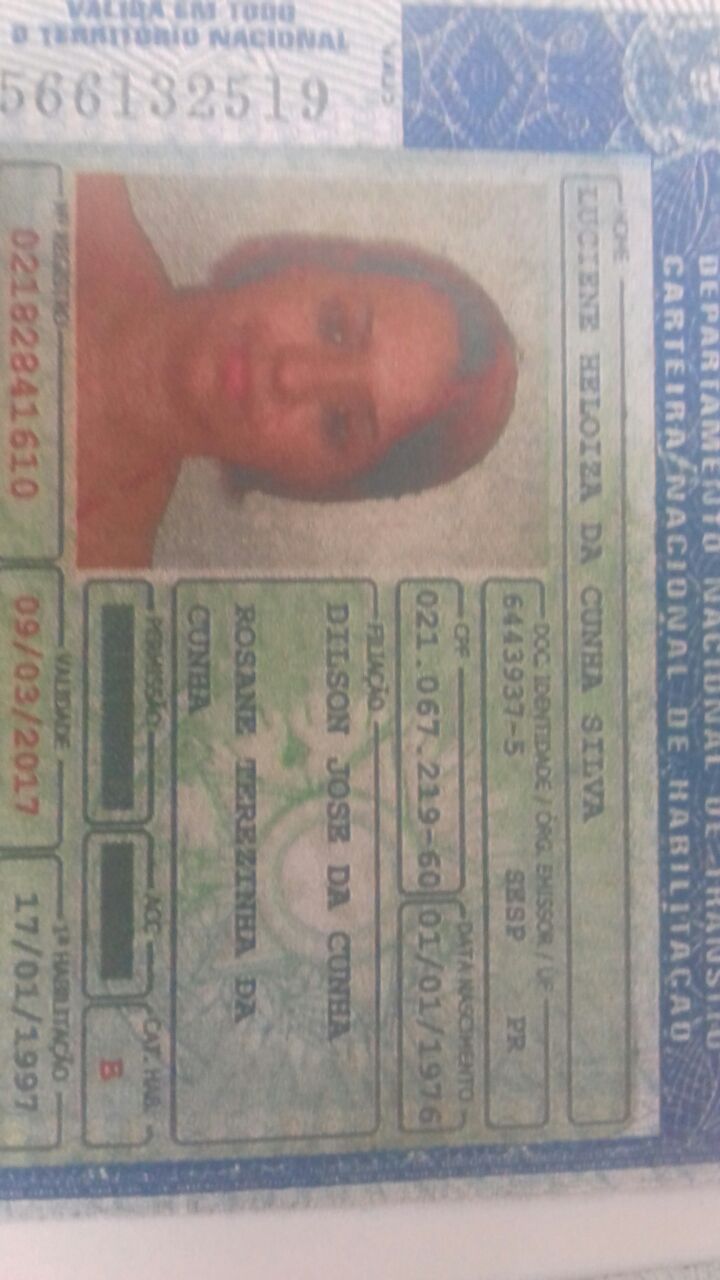 DEPARTAMENTO NACIONAL DE TRÂNSITO
CARTEIRA NACIONAL DE HABILITAÇÃO
VÁLIDA EM TODO
O TERRITÓRIO NACIONAL
566132519
NOME
LUCIENE HELOIZA DA CUNHA SILVA
DOC. IDENTIDADE / ÓRG. EMISSOR / UF
6443937-5 SESP PR
CPF DATA NASCIMENTO
021.067.219-60 01/01/1976
FILIAÇÃO
DILSON JOSE DA CUNHA
ROSANE TEREZINHA DA
CUNHA
PERMISSÃO ACC CAT. HAB.
B
Nº REGISTRO VALIDADE 1ª HABILITAÇÃO
02182841610 09/03/2017 17/01/1997